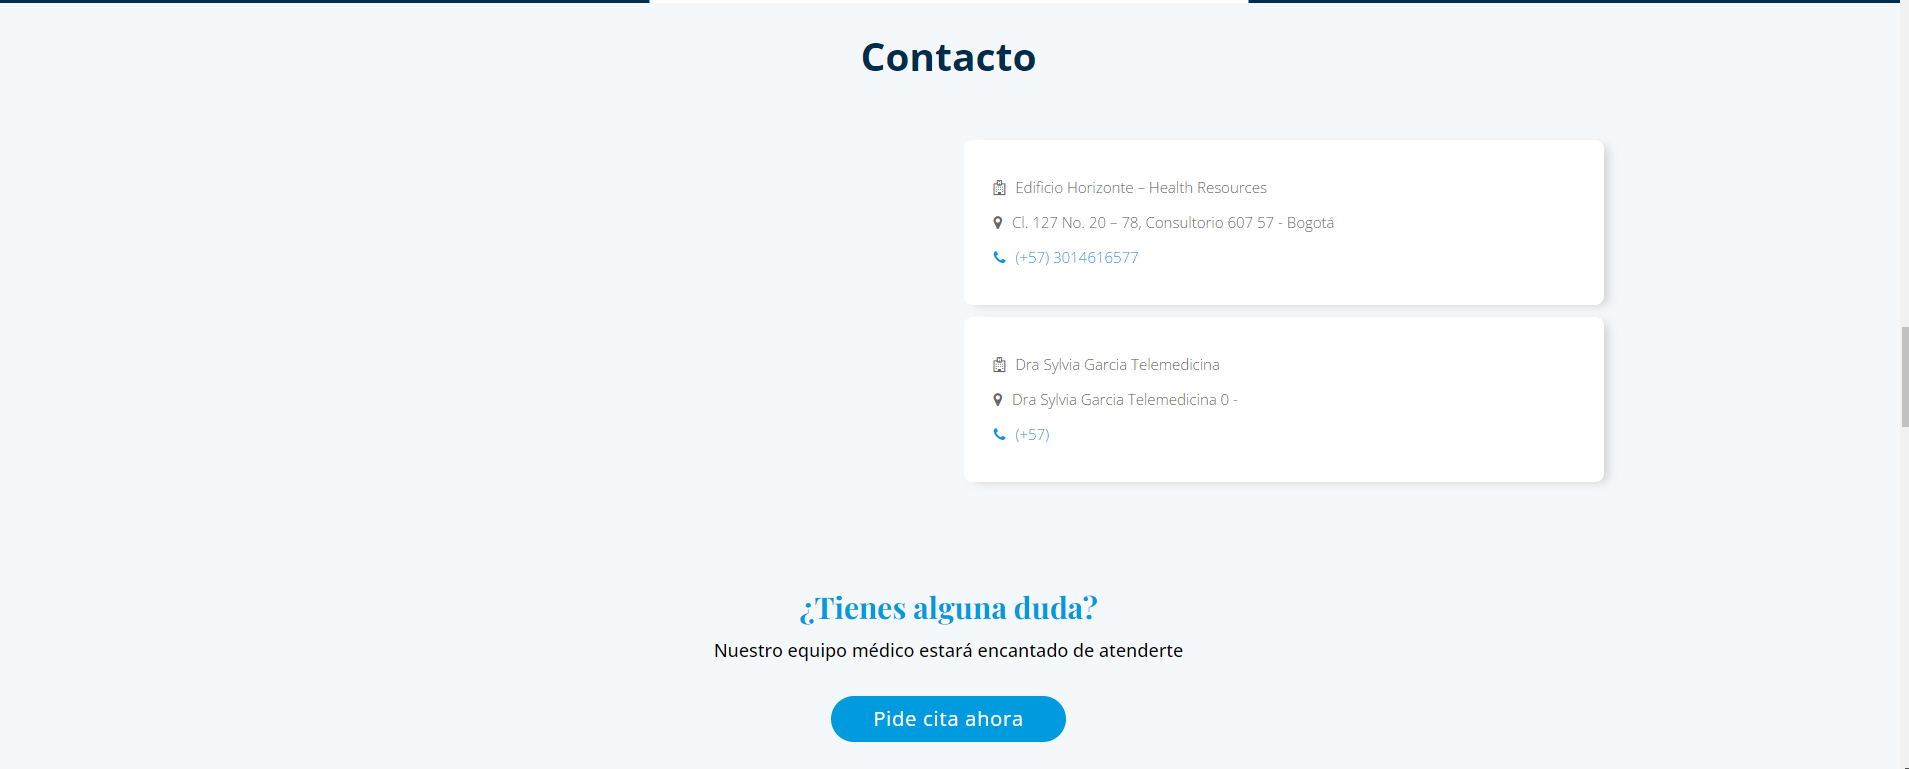 Contacto
Edificio Horizonte – Health Resources
Cl. 127 No. 20 – 78, Consultorio 607 57 - Bogotá
(+57) 3014616577
Dra Sylvia Garcia Telemedicina
Dra Sylvia Garcia Telemedicina 0 -
(+57)
¿Tienes alguna duda?
Nuestro equipo médico estará encantado de atenderte
Pide cita ahora